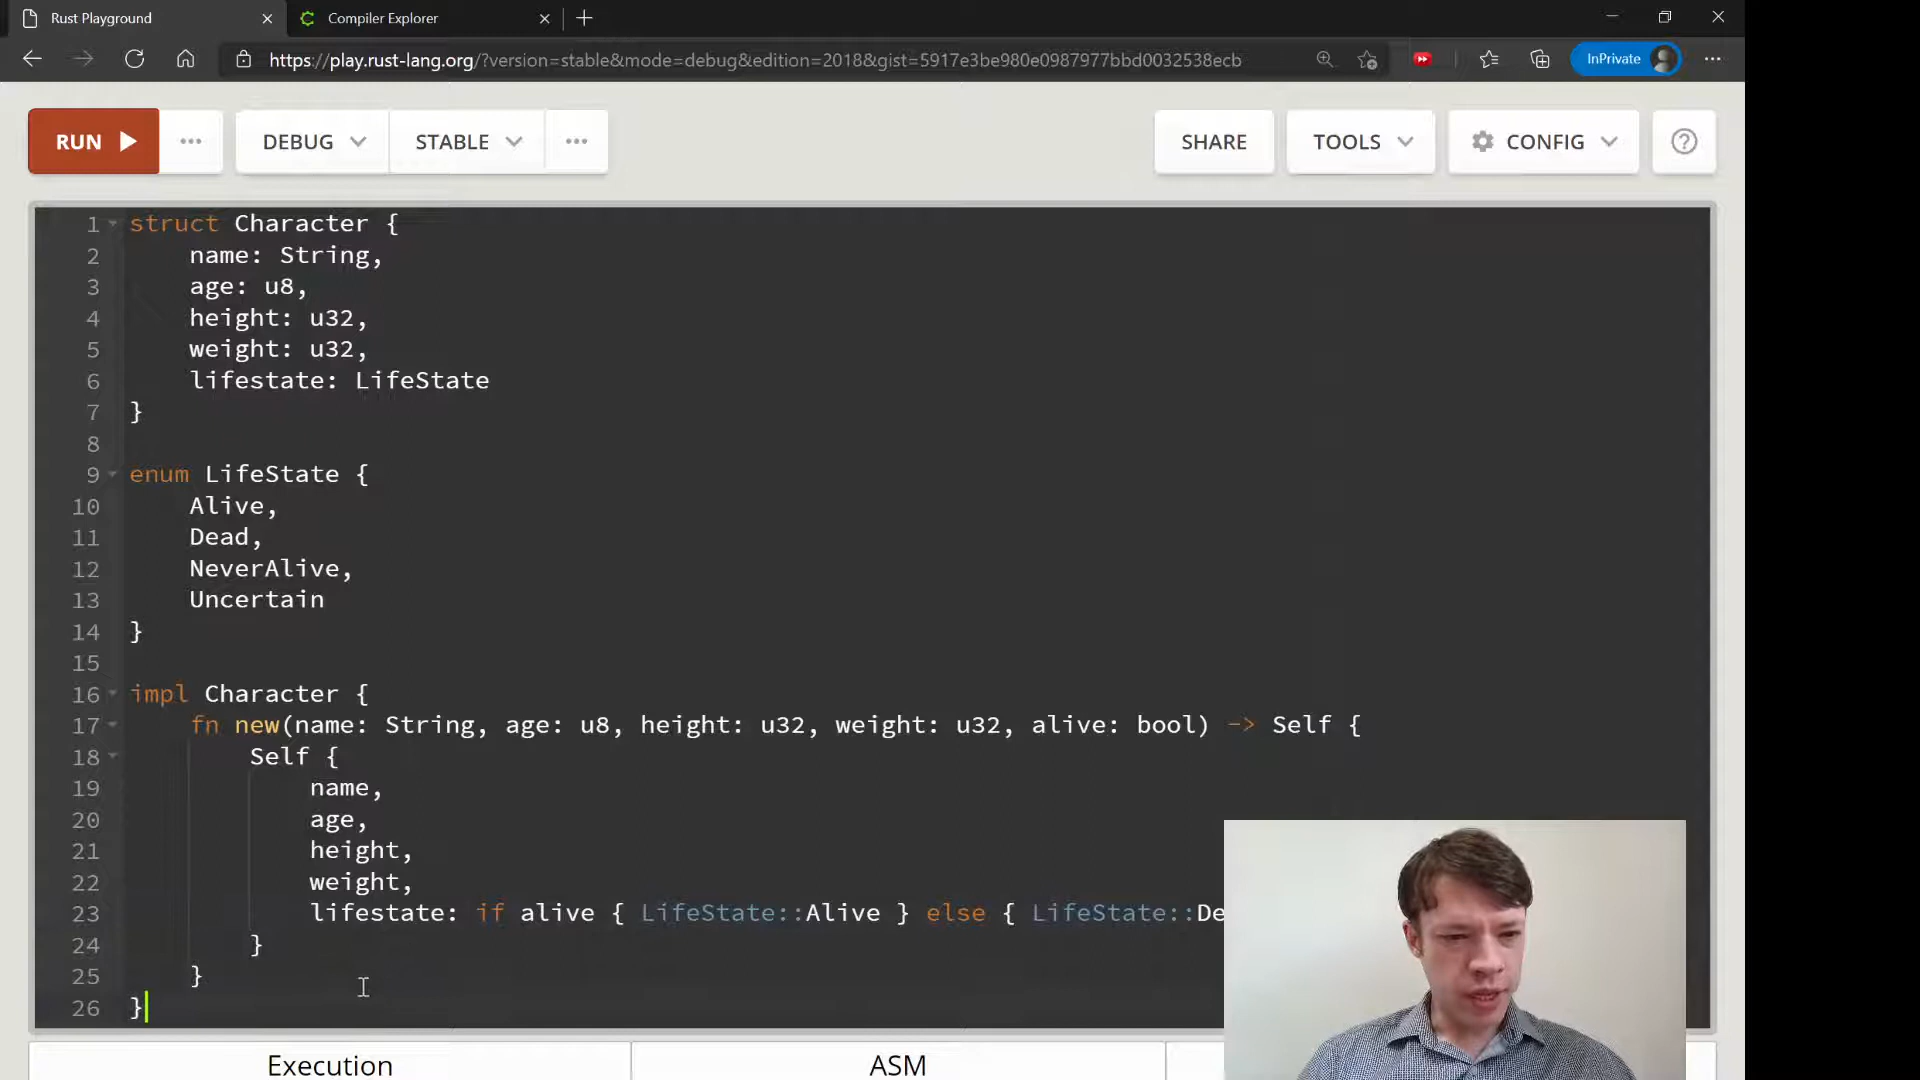 Rust Playground
Compiler Explorer
https://play.rust-lang.org/?version=stable&mode=debug&edition=2018&gist=5917e3be980e0987977bbd0032538ecb
InPrivate
RUN
DEBUG
STABLE
SHARE
TOOLS
CONFIG
1 struct Character {
2 name: String,
3 age: u8,
4 height: u32,
5 weight: u32,
6 lifestate: LifeState
7 }
8
9 enum LifeState {
10 Alive,
11 Dead,
12 NeverAlive,
13 Uncertain
14 }
15
16 impl Character {
17 fn new(name: String, age: u8, height: u32, weight: u32, alive: bool) -> Self {
18 Self {
19 name,
20 age,
21 height,
22 weight,
23 lifestate: if alive { LifeState::Alive } else { LifeState::De
24 }
25 }
26 }
Execution
ASM